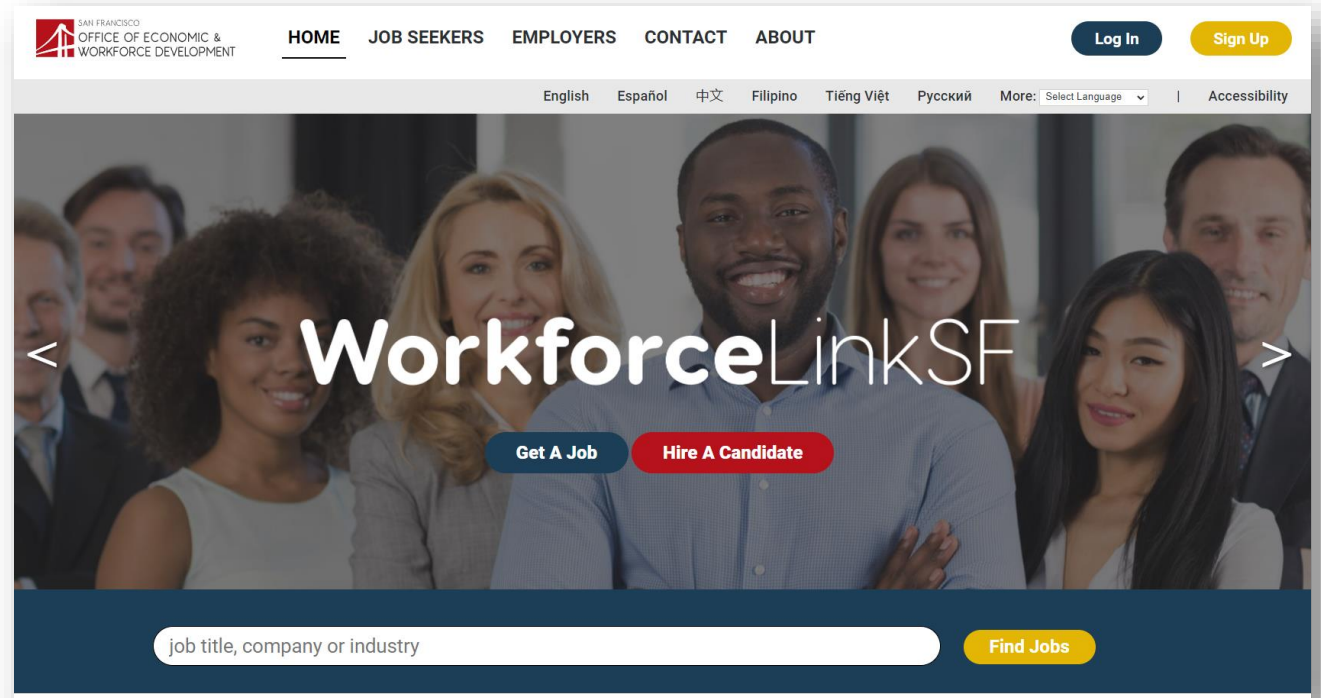 SAN FRANCISCO
OFFICE OF ECONOMIC &
WORKFORCE DEVELOPMENT
HOME JOB SEEKERS EMPLOYERS CONTACT ABOUT
Log In Sign Up
English Español 中文 Filipino Tiếng Việt Русский More: Select Language | Accessibility
< WorkforceLinkSF >
Get A Job Hire A Candidate
job title, company or industry Find Jobs